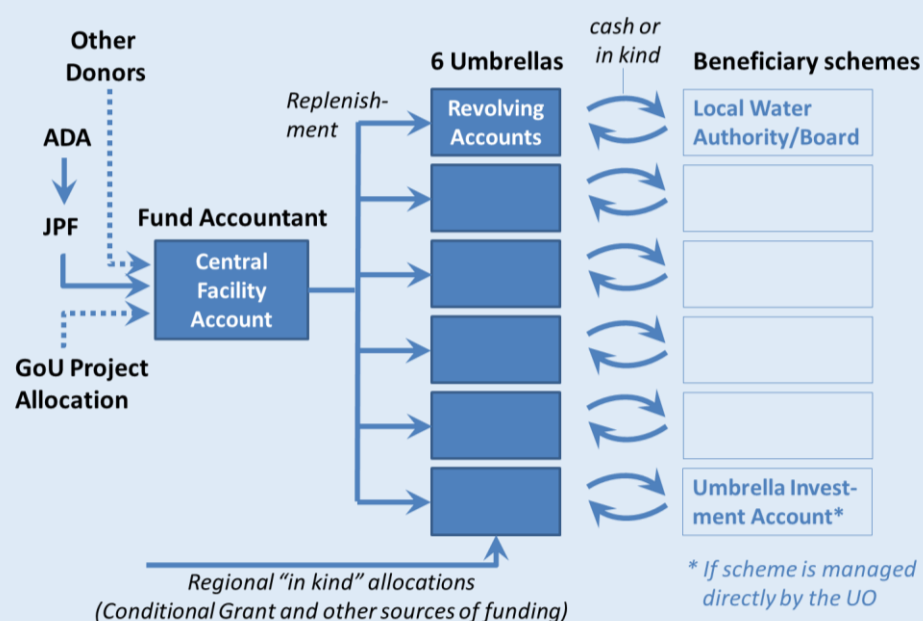 Other
Donors
ADA
JPF
GoU Project
Allocation
Fund Accountant
Central
Facility
Account
Replenish-
ment
6 Umbrellas
Revolving
Accounts
cash or
in kind
Beneficiary schemes
Local Water
Authority/Board
Umbrella Invest-
ment Account*
Regional “in kind” allocations
(Conditional Grant and other sources of funding)
* If scheme is managed
directly by the UO